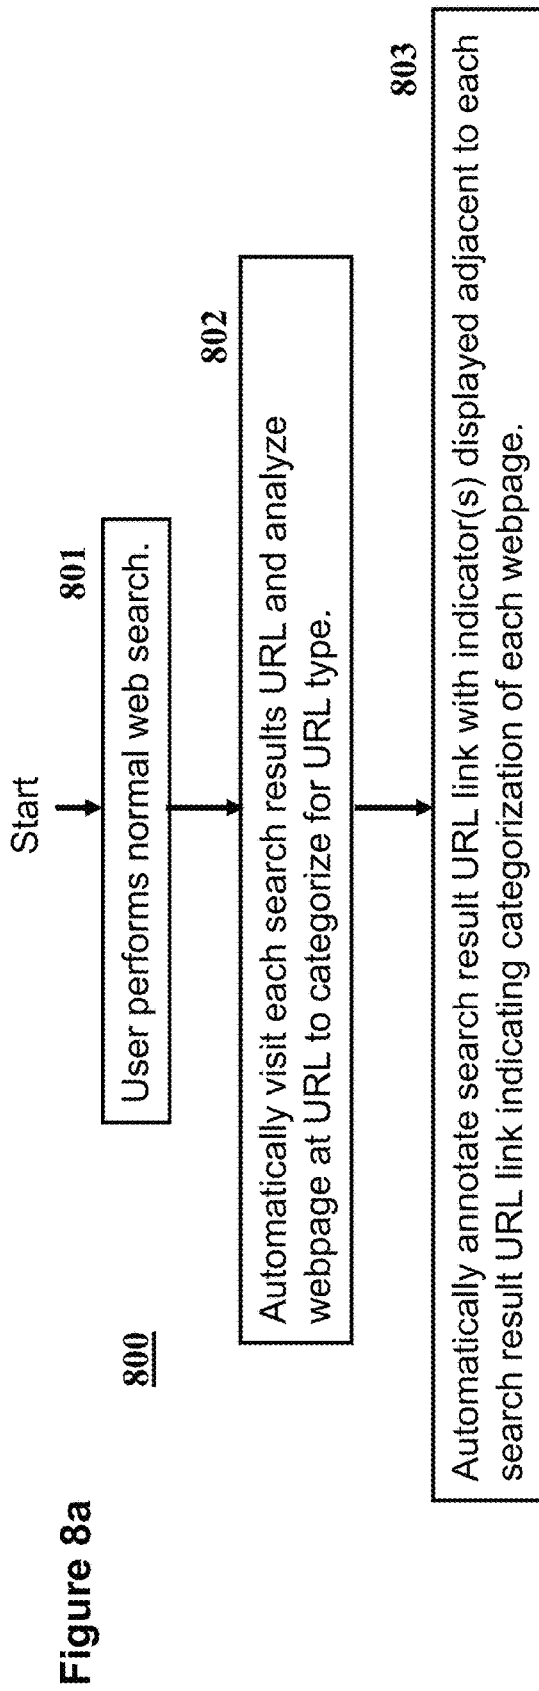 Figure 8a
800
Start
801
User performs normal web search.
802
Automatically visit each search results URL and analyze
webpage at URL to categorize for URL type.
803
Automatically annotate search result URL link with indicator(s) displayed adjacent to each
search result URL link indicating categorization of each webpage.